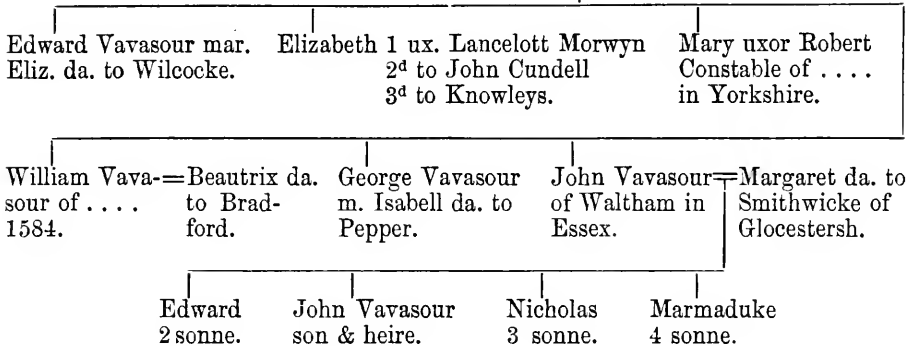 Edward Vavasour mar.
Eliz. da. to Wilcocke.
Elizabeth 1 ux. Lancelott Morwyn
2d to John Cundell
3d to Knowleys.
Mary uxor Robert
Constable of . . . .
in Yorkshire.
William Vava-
sour of . . . .
1584.
Beautrix da.
to Brad-
ford.
George Vavasour
m. Isabell da. to
Pepper.
John Vavasour
of Waltham in
Essex.
Margaret da. to
Smithwicke of
Glocestersh.
Edward
2 sonne.
John Vavasour
son & heire.
Nicholas
3 sonne.
Marmaduke
4 sonne.